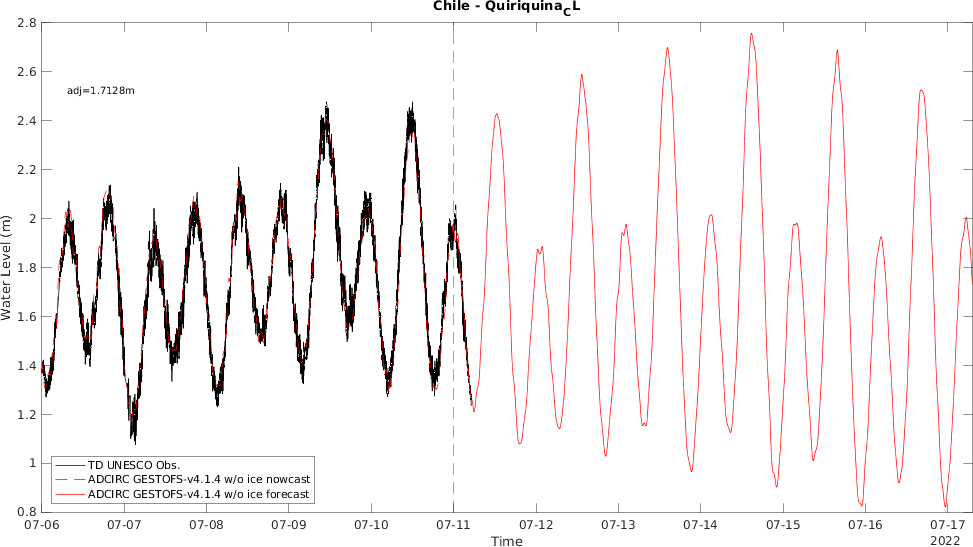 Chile - Quiriquina_CL
2.8
2.6
2.4
2.2
2
1.8
1.6
1.4
1.2
1
0.8
Water Level (m)
adj=1.7128m
TD UNESCO Obs.
ADCIRC GESTOFS-v4.1.4 w/o ice nowcast
ADCIRC GESTOFS-v4.1.4 w/o ice forecast
07-06 07-07 07-08 07-09 07-10 07-11 07-12 07-13 07-14 07-15 07-16 07-17
Time
2022